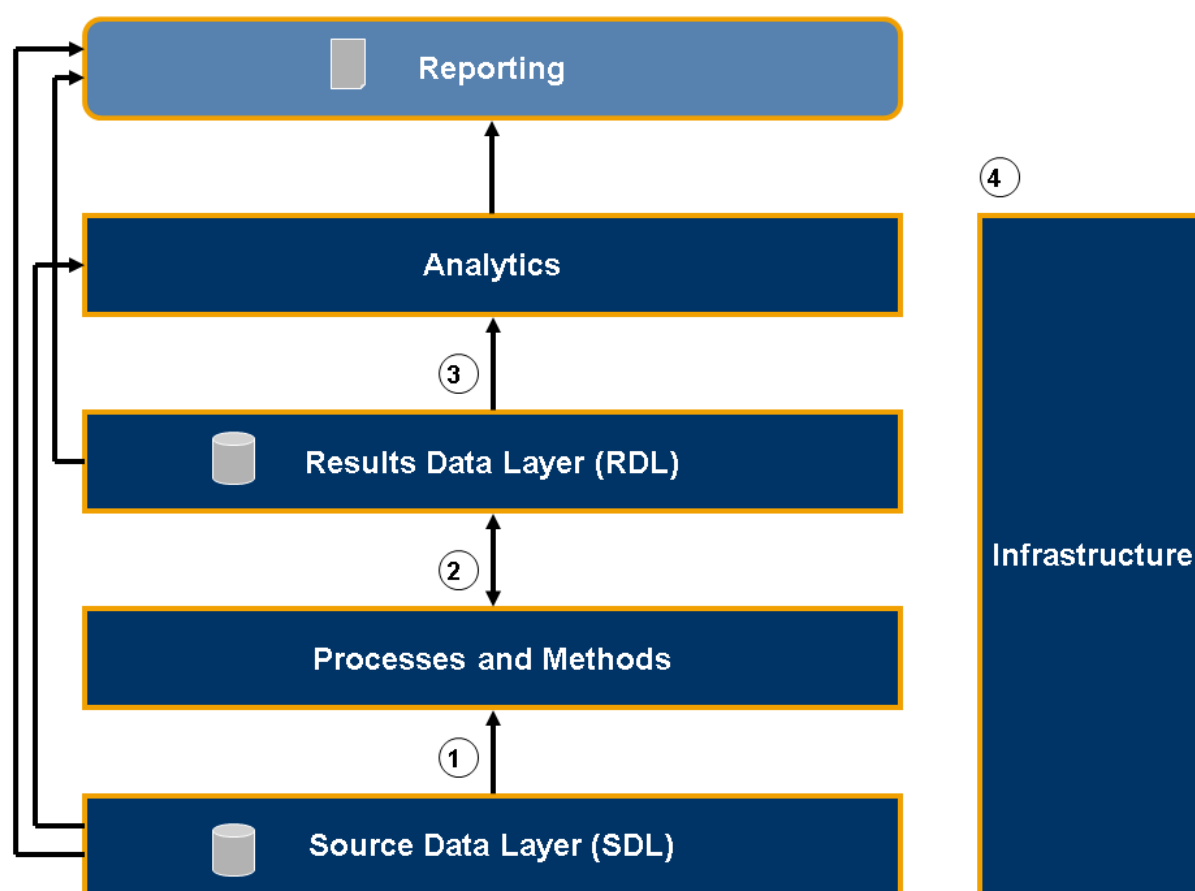 Reporting
4
Analytics
3
Results Data Layer (RDL)
Infrastructure
2
Processes and Methods
1
Source Data Layer (SDL)